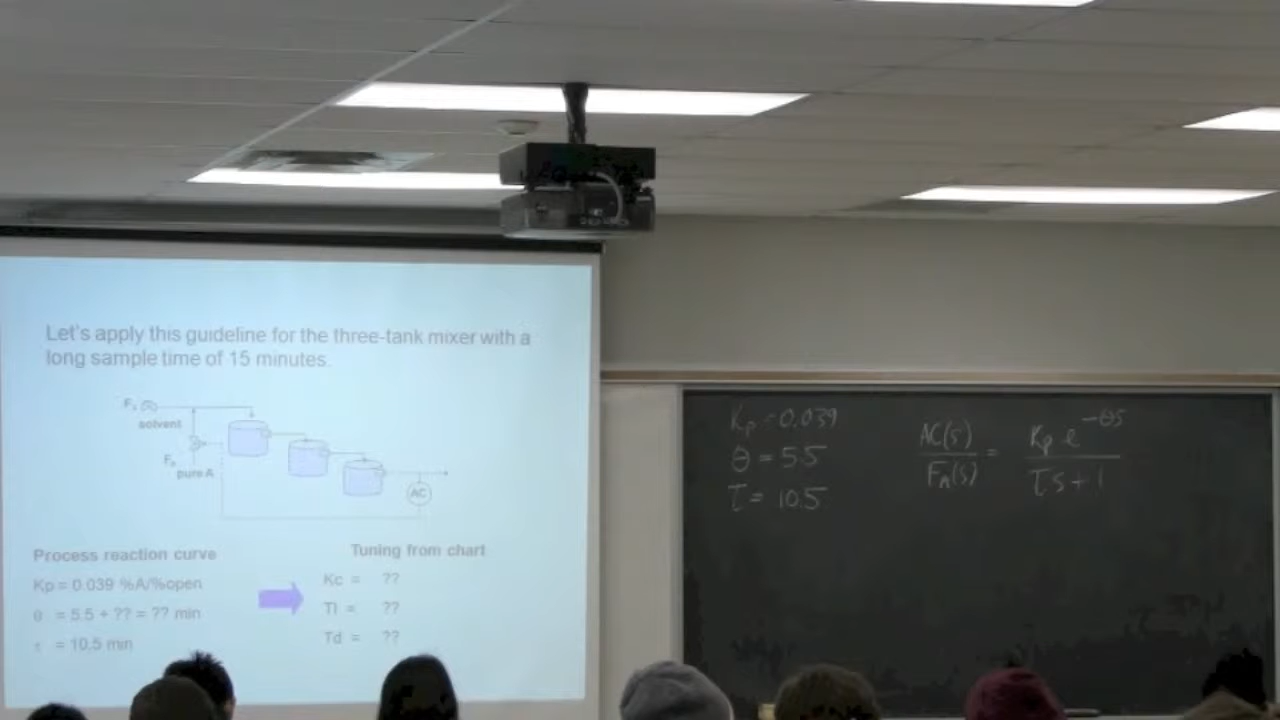 Let's apply this guideline for the three-tank mixer with a
long sample time of 15 minutes.
solvent
pure A
AC
Process reaction curve
Kp = 0.039 %A/%open
θ = 5.5 + ?? = ?? min
τ = 10.5 min
Tuning from chart
Kc = ??
TI = ??
Td = ??
Kp = 0.039
θ = 5.5
τ = 10.5
AC(s)
FA(s)
=
Kp e^-θs
τs+1